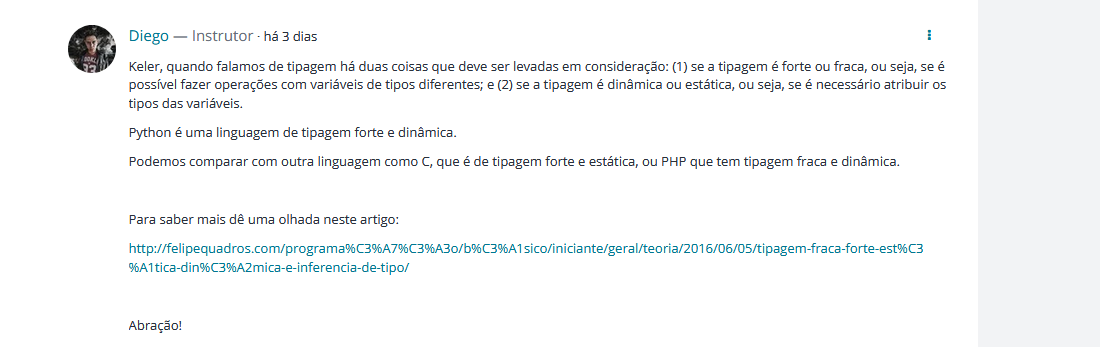 Diego — Instrutor · há 3 dias
Keler, quando falamos de tipagem há duas coisas que deve ser levadas em consideração: (1) se a tipagem é forte ou fraca, ou seja, se é
possível fazer operações com variáveis de tipos diferentes; e (2) se a tipagem é dinâmica ou estática, ou seja, se é necessário atribuir os
tipos das variáveis.
Python é uma linguagem de tipagem forte e dinâmica.
Podemos comparar com outra linguagem como C, que é de tipagem forte e estática, ou PHP que tem tipagem fraca e dinâmica.
Para saber mais dê uma olhada neste artigo:
http://felipequadros.com/programa%C3%A7%C3%A3o/b%C3%A1sico/iniciante/geral/teoria/2016/06/05/tipagem-fraca-forte-est%C3
%A1tica-din%C3%A2mica-e-inferencia-de-tipo/
Abração!